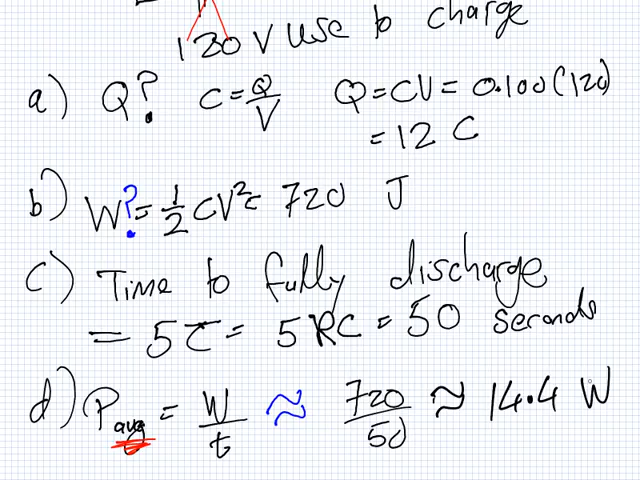 120 V use to charge
a) Q? C = Q/V Q = CV = 0.100(120)
= 12 C
b) W? = 1/2 CV² = 720 J
c) Time to fully discharge
= 5τ = 5RC = 50 seconds
d) Pavg = W/t ≈ 720/50 ≈ 14.4 W